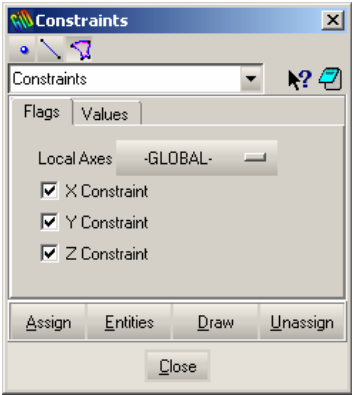 Constraints
Constraints
Flags Values
Local Axes -GLOBAL-
X Constraint
Y Constraint
Z Constraint
Assign Entities Draw Unassign
Close